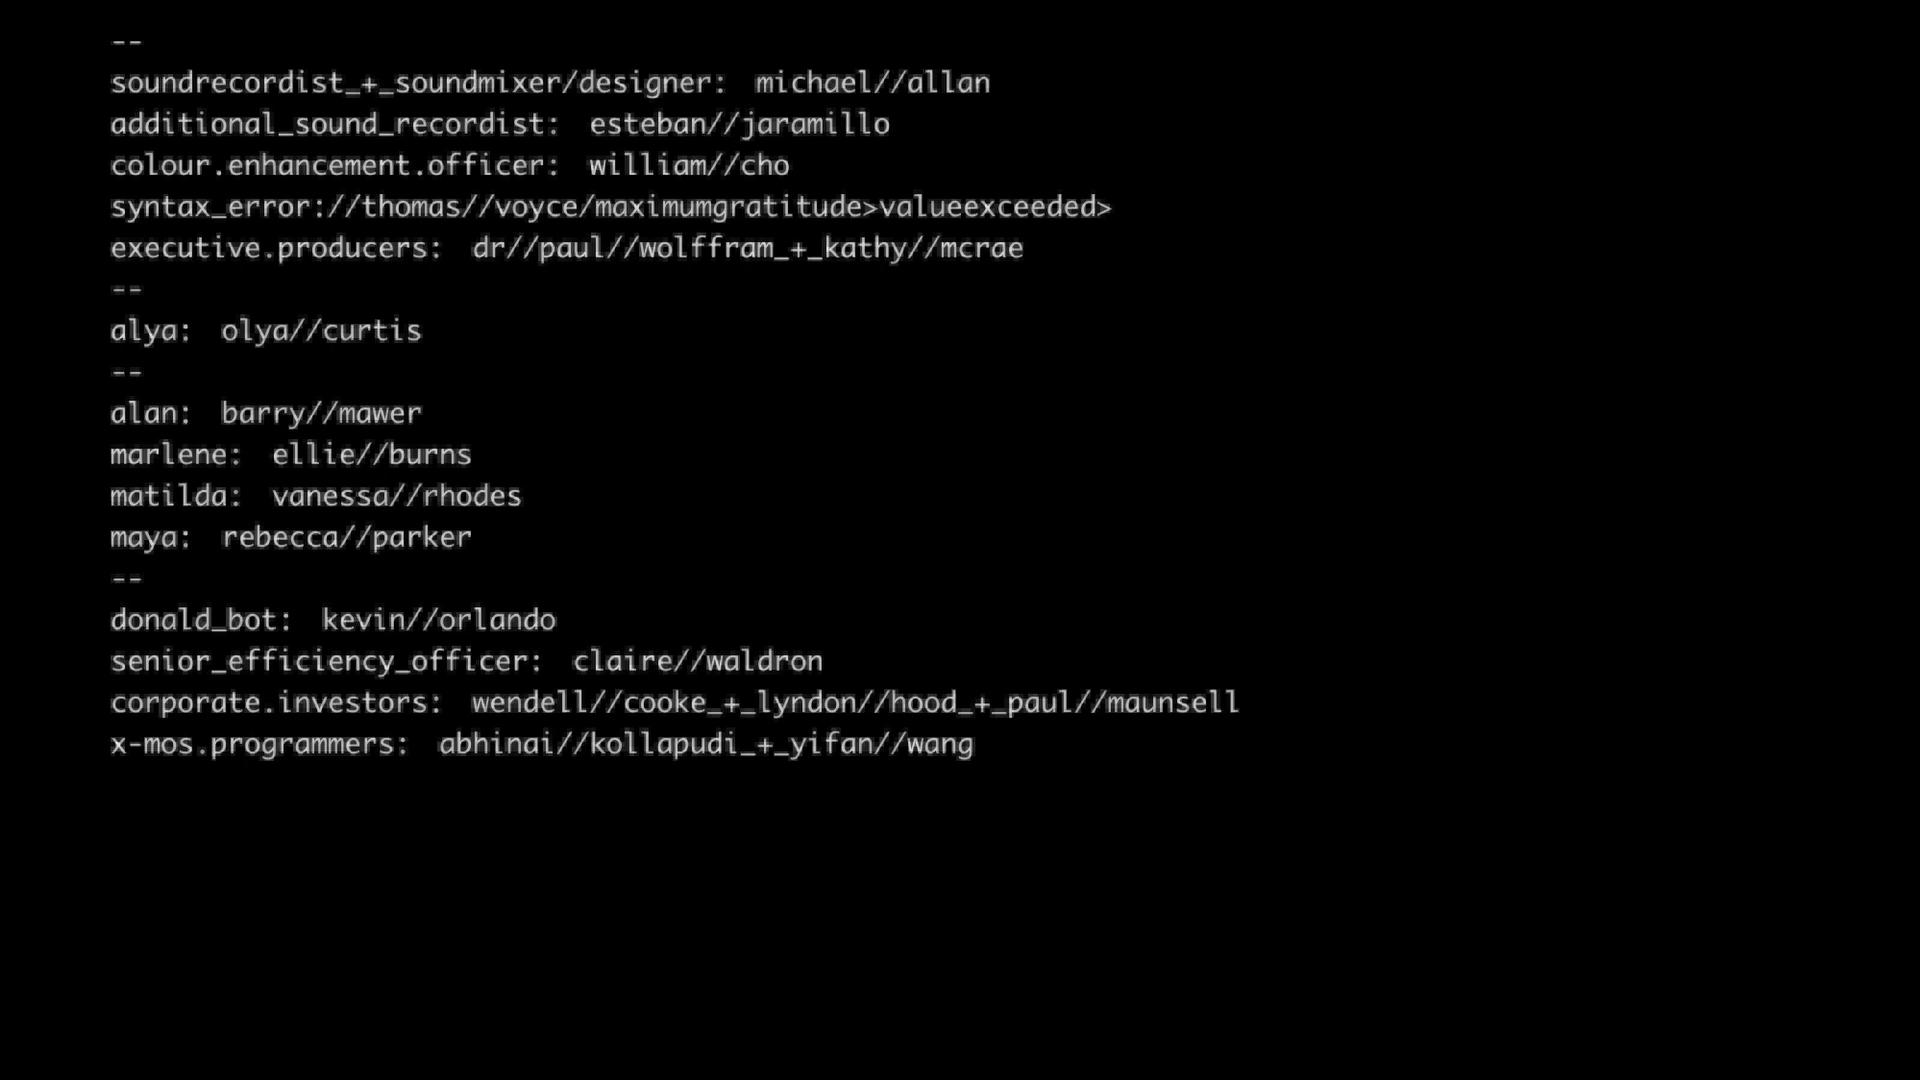 --
soundrecordist_+_soundmixer/designer: michael//allan
additional_sound_recordist: esteban//jaramillo
colour.enhancement.officer: william//cho
syntax_error://thomas//voyce/maximumgratitude>valueexceeded>
executive.producers: dr//paul//wolffram_+_kathy//mcrae
--
alya: olya//curtis
--
alan: barry//mawer
marlene: ellie//burns
matilda: vanessa//rhodes
maya: rebecca//parker
--
donald_bot: kevin//orlando
senior_efficiency_officer: claire//waldron
corporate.investors: wendell//cooke_+_lyndon//hood_+_paul//maunsell
x-mos.programmers: abhinai//kollapudi_+_yifan//wang